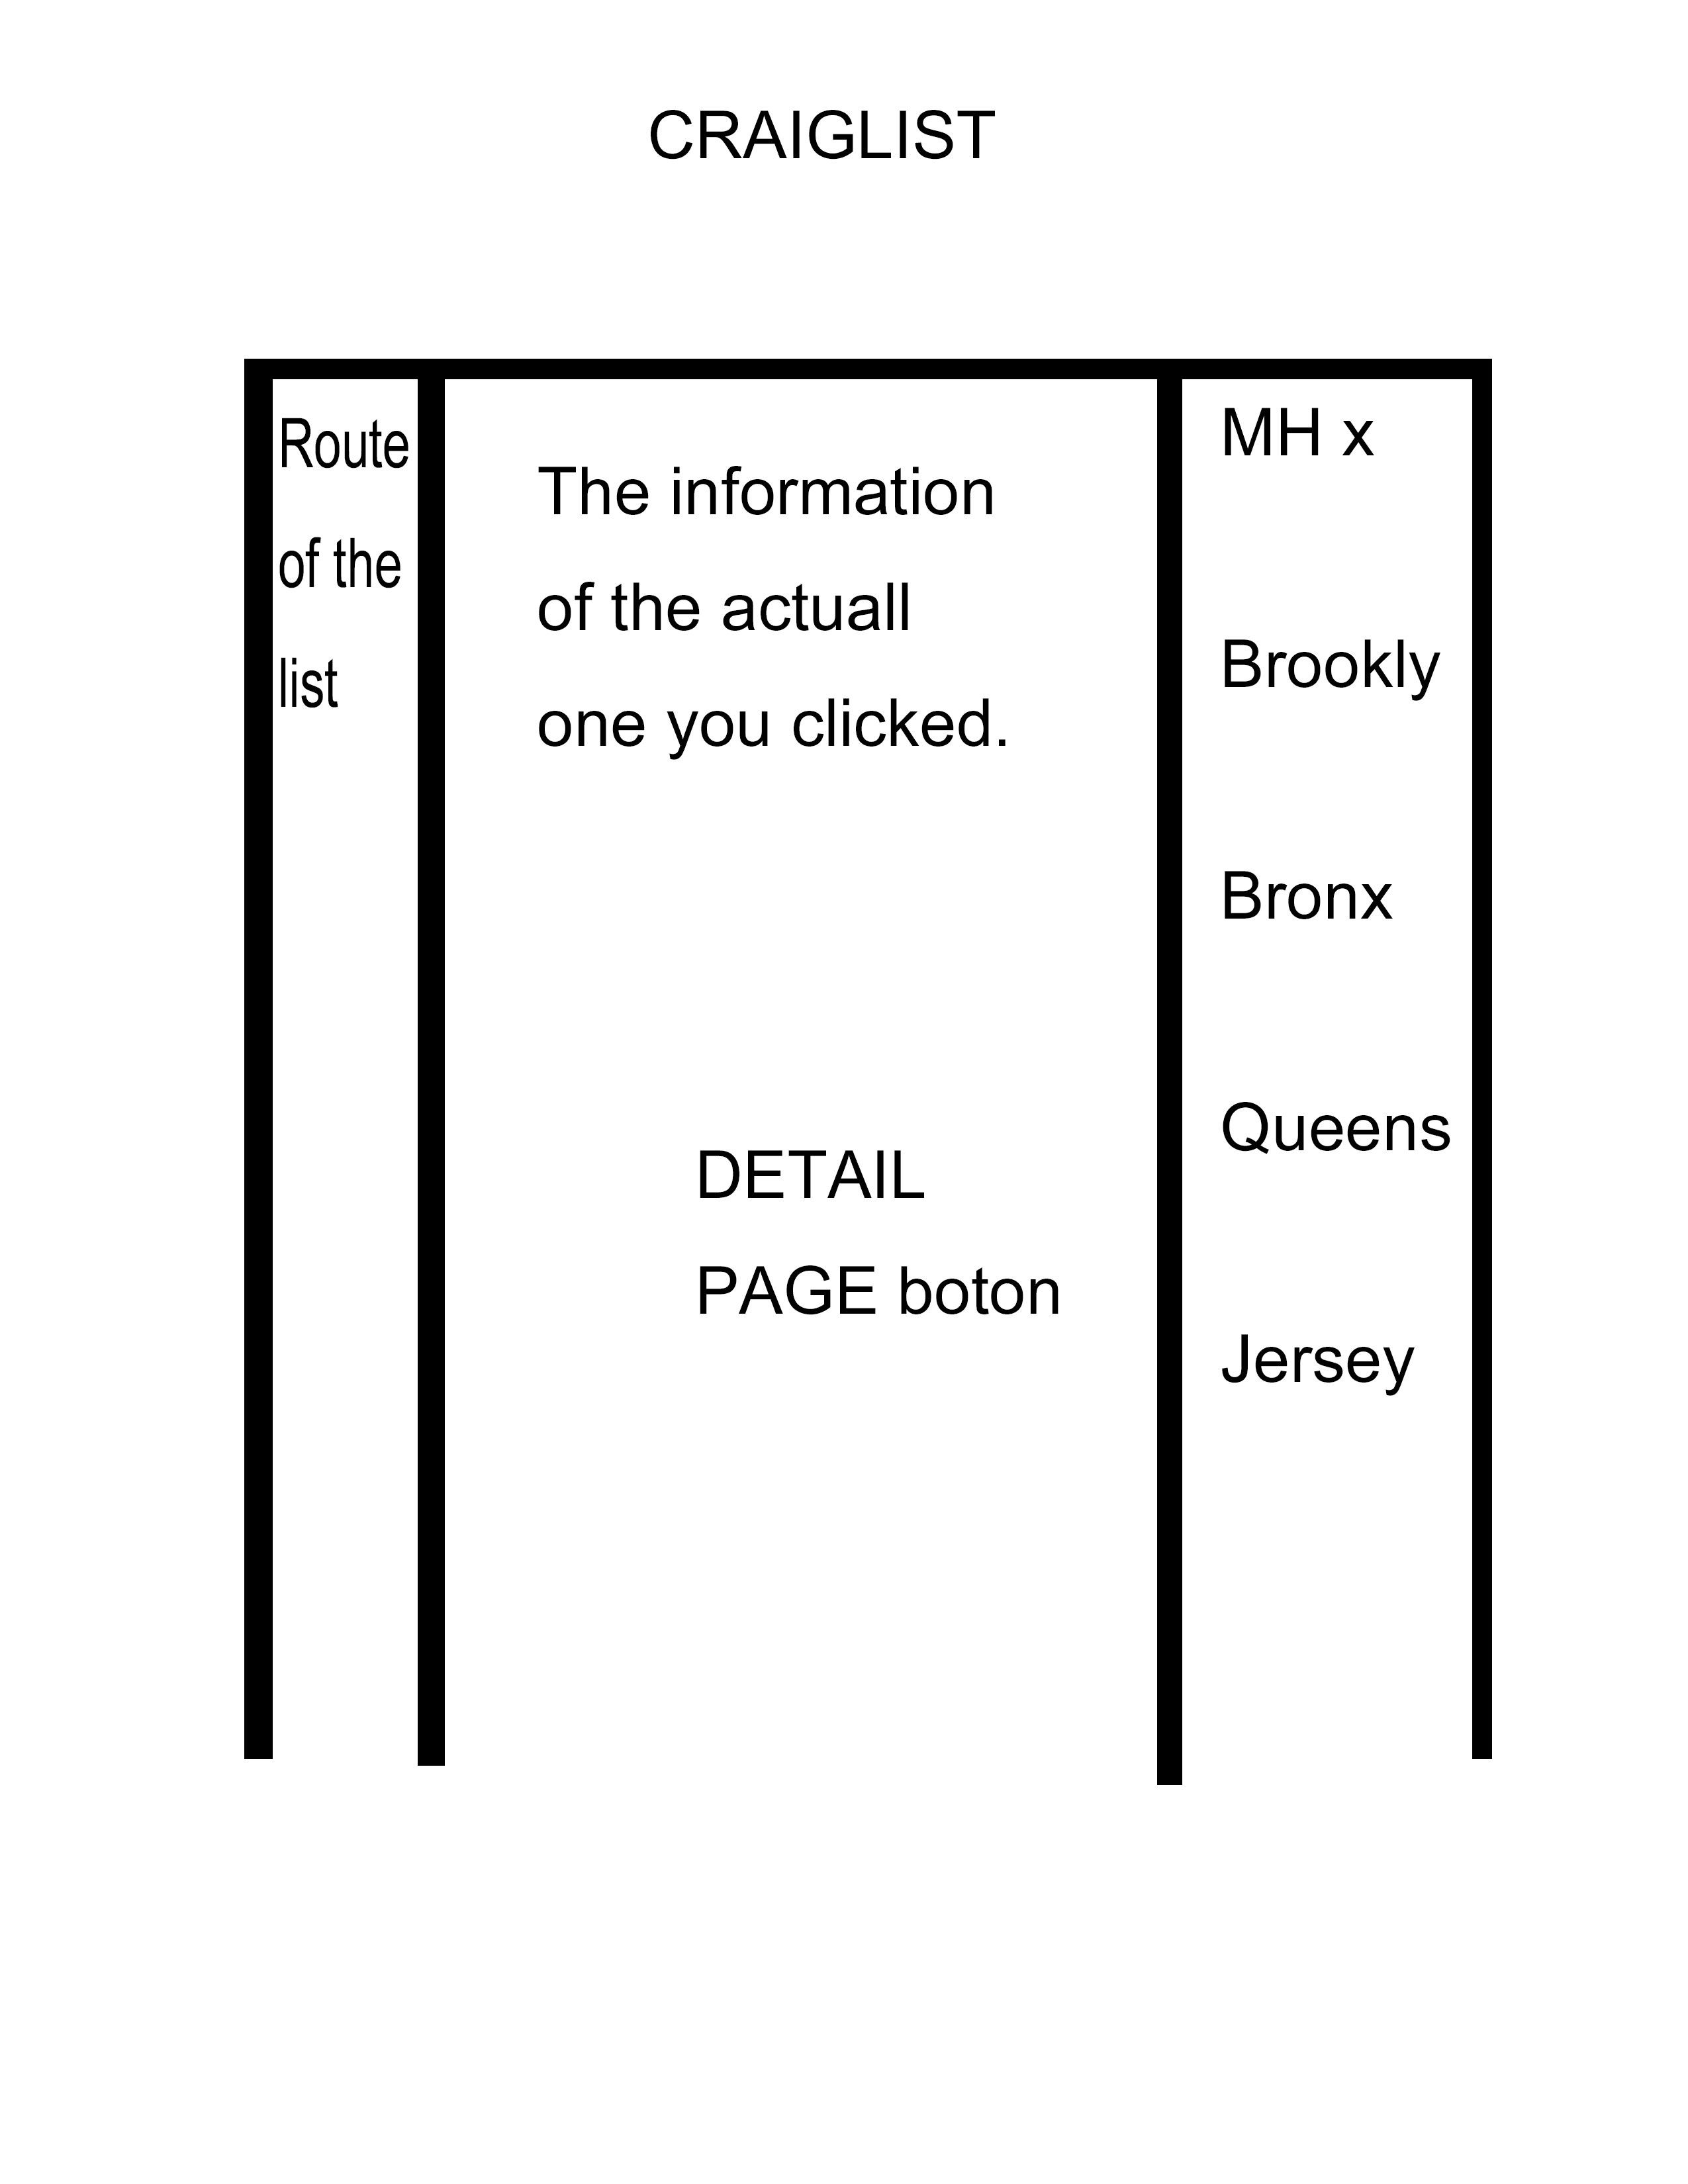 CRAIGLIST
Route
of the
list
The information
of the actuall
one you clicked.
DETAIL
PAGE boton
MH x
Brookly
Bronx
Queens
Jersey